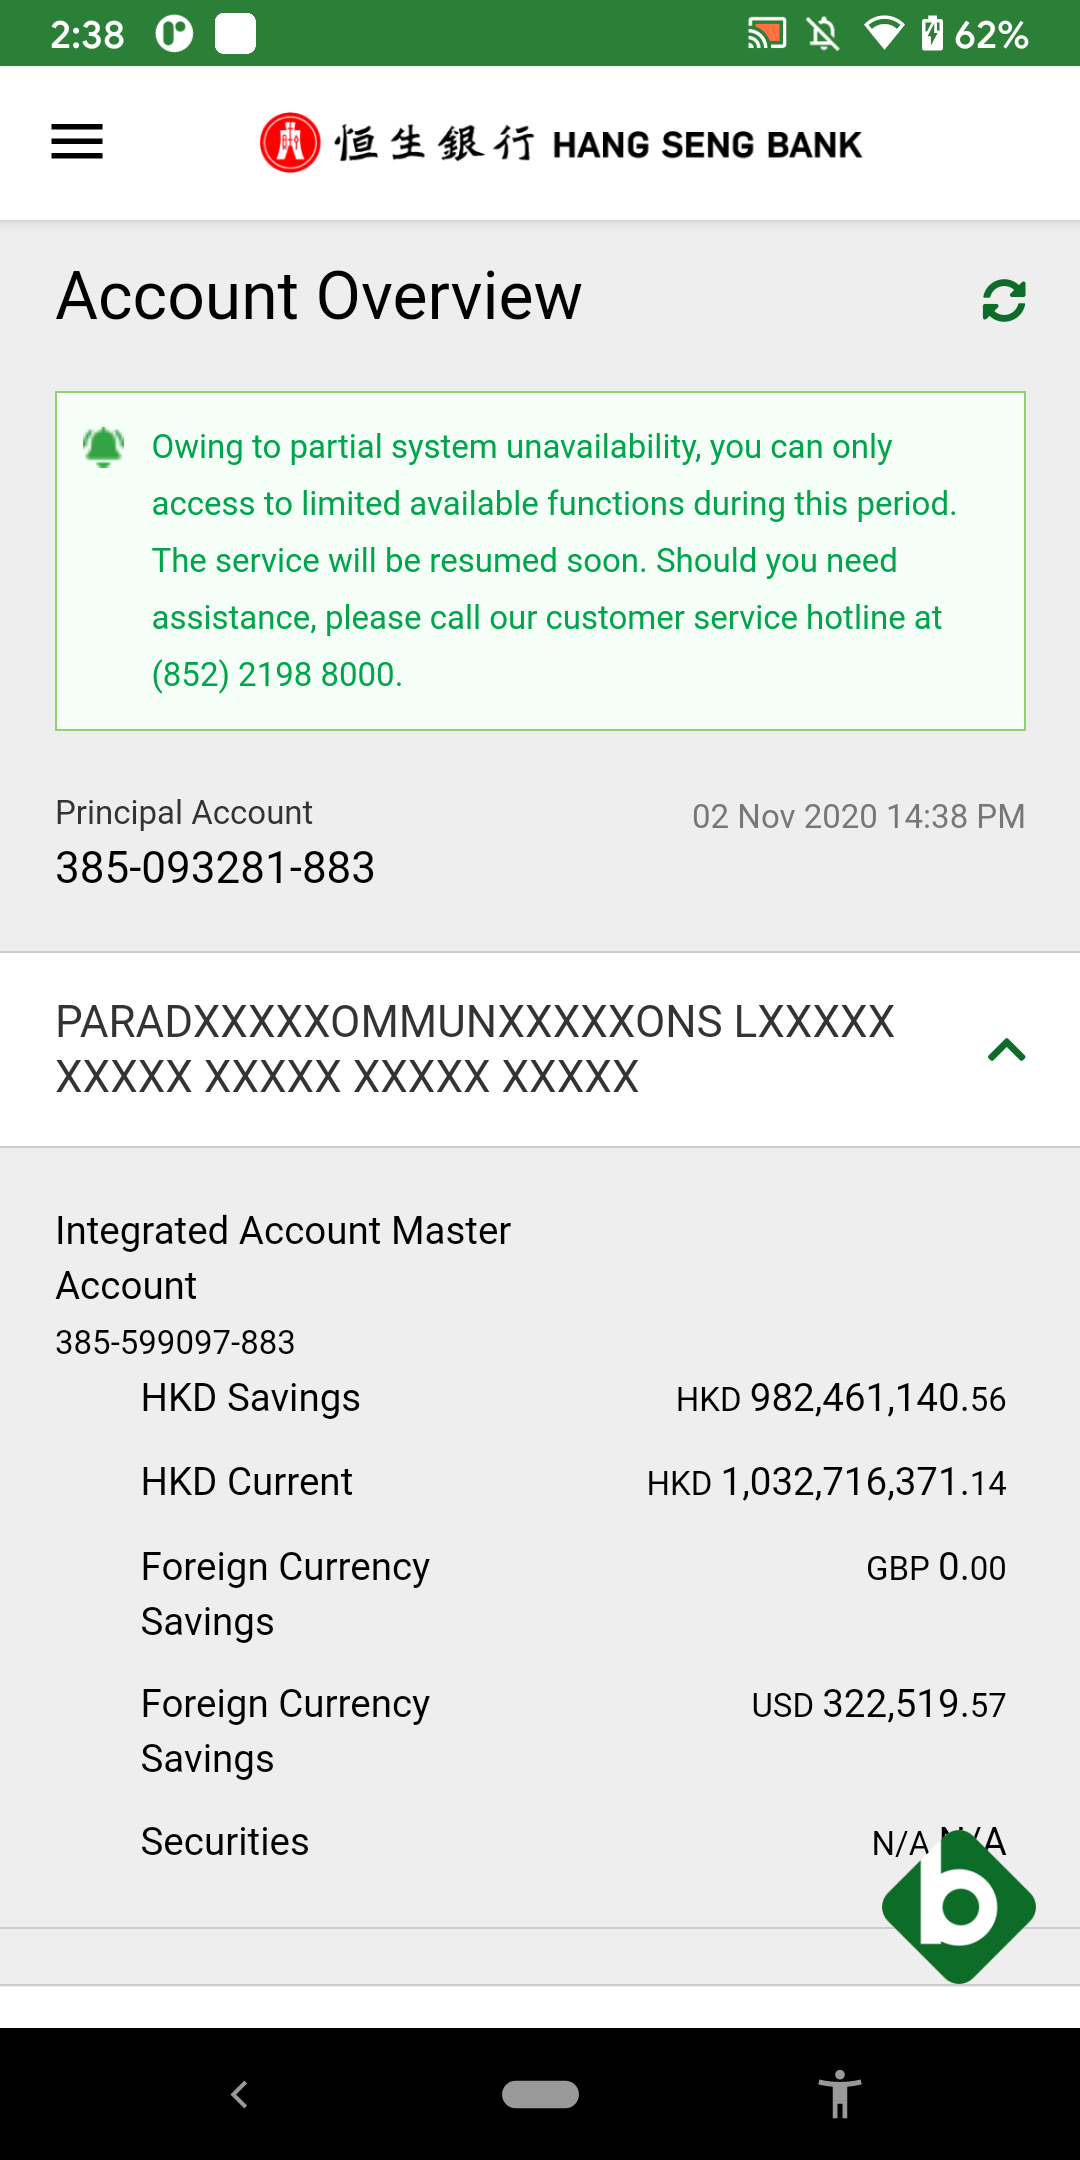 2:38 62%
恒生銀行 HANG SENG BANK
Account Overview
Owing to partial system unavailability, you can only
access to limited available functions during this period.
The service will be resumed soon. Should you need
assistance, please call our customer service hotline at
(852) 2198 8000.
Principal Account 02 Nov 2020 14:38 PM
385-093281-883
PARADXXXXXOMMUNXXXXXONS LXXXXX
XXXXX XXXXX XXXXX XXXXX
Integrated Account Master
Account
385-599097-883
HKD Savings HKD 982,461,140.56
HKD Current HKD 1,032,716,371.14
Foreign Currency GBP 0.00
Savings
Foreign Currency USD 322,519.57
Savings
Securities N/A N/A
b